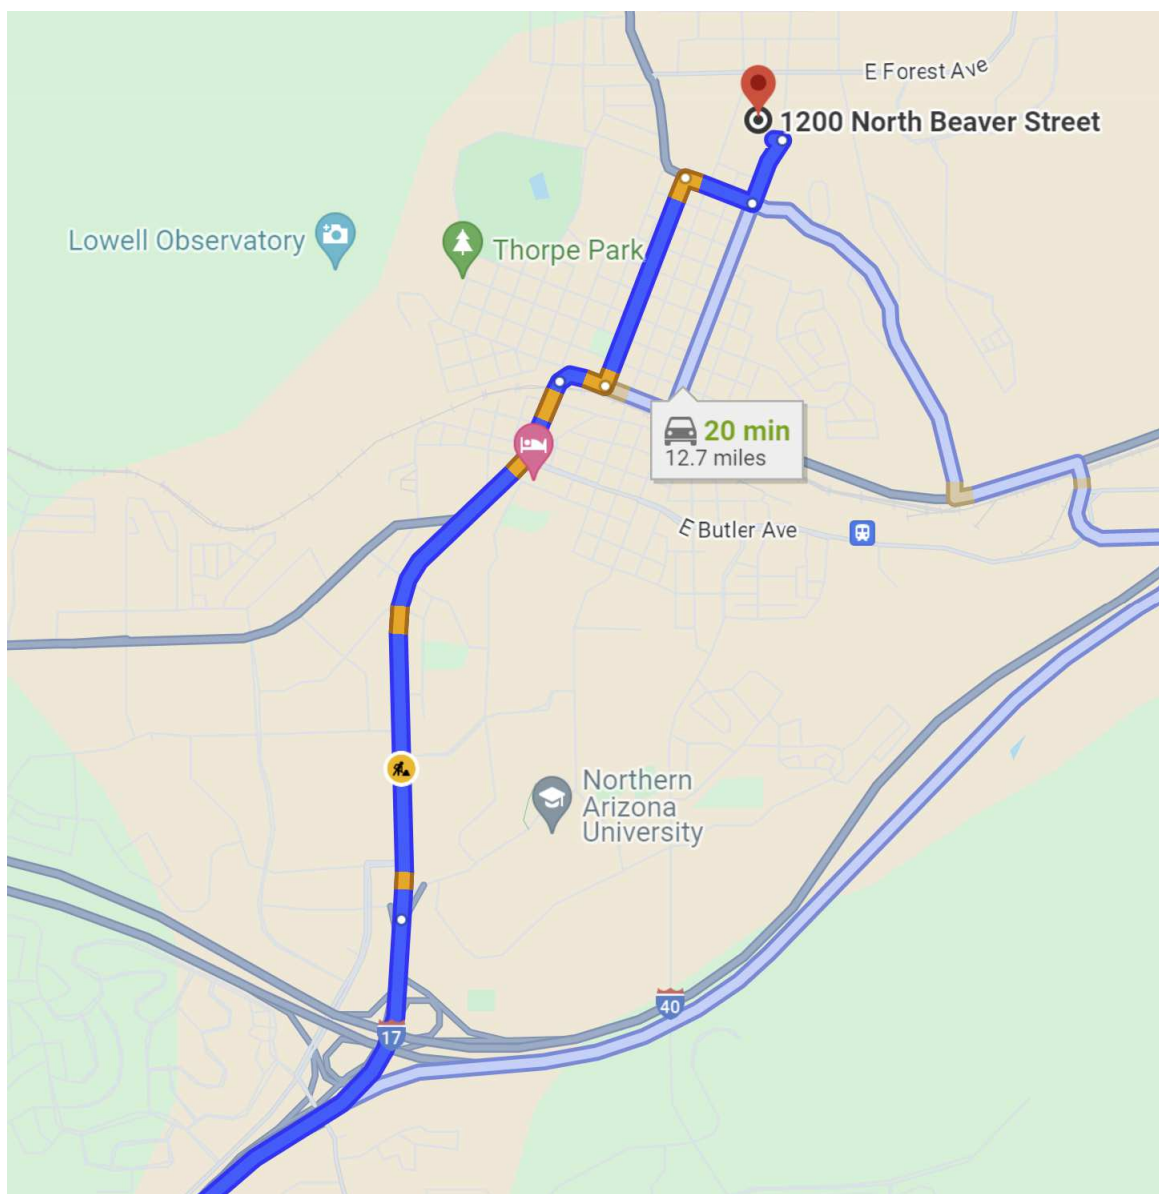 E Forest Ave
1200 North Beaver Street
Lowell Observatory
Thorpe Park
20 min
12.7 miles
E Butler Ave
Northern
Arizona
University
40
17